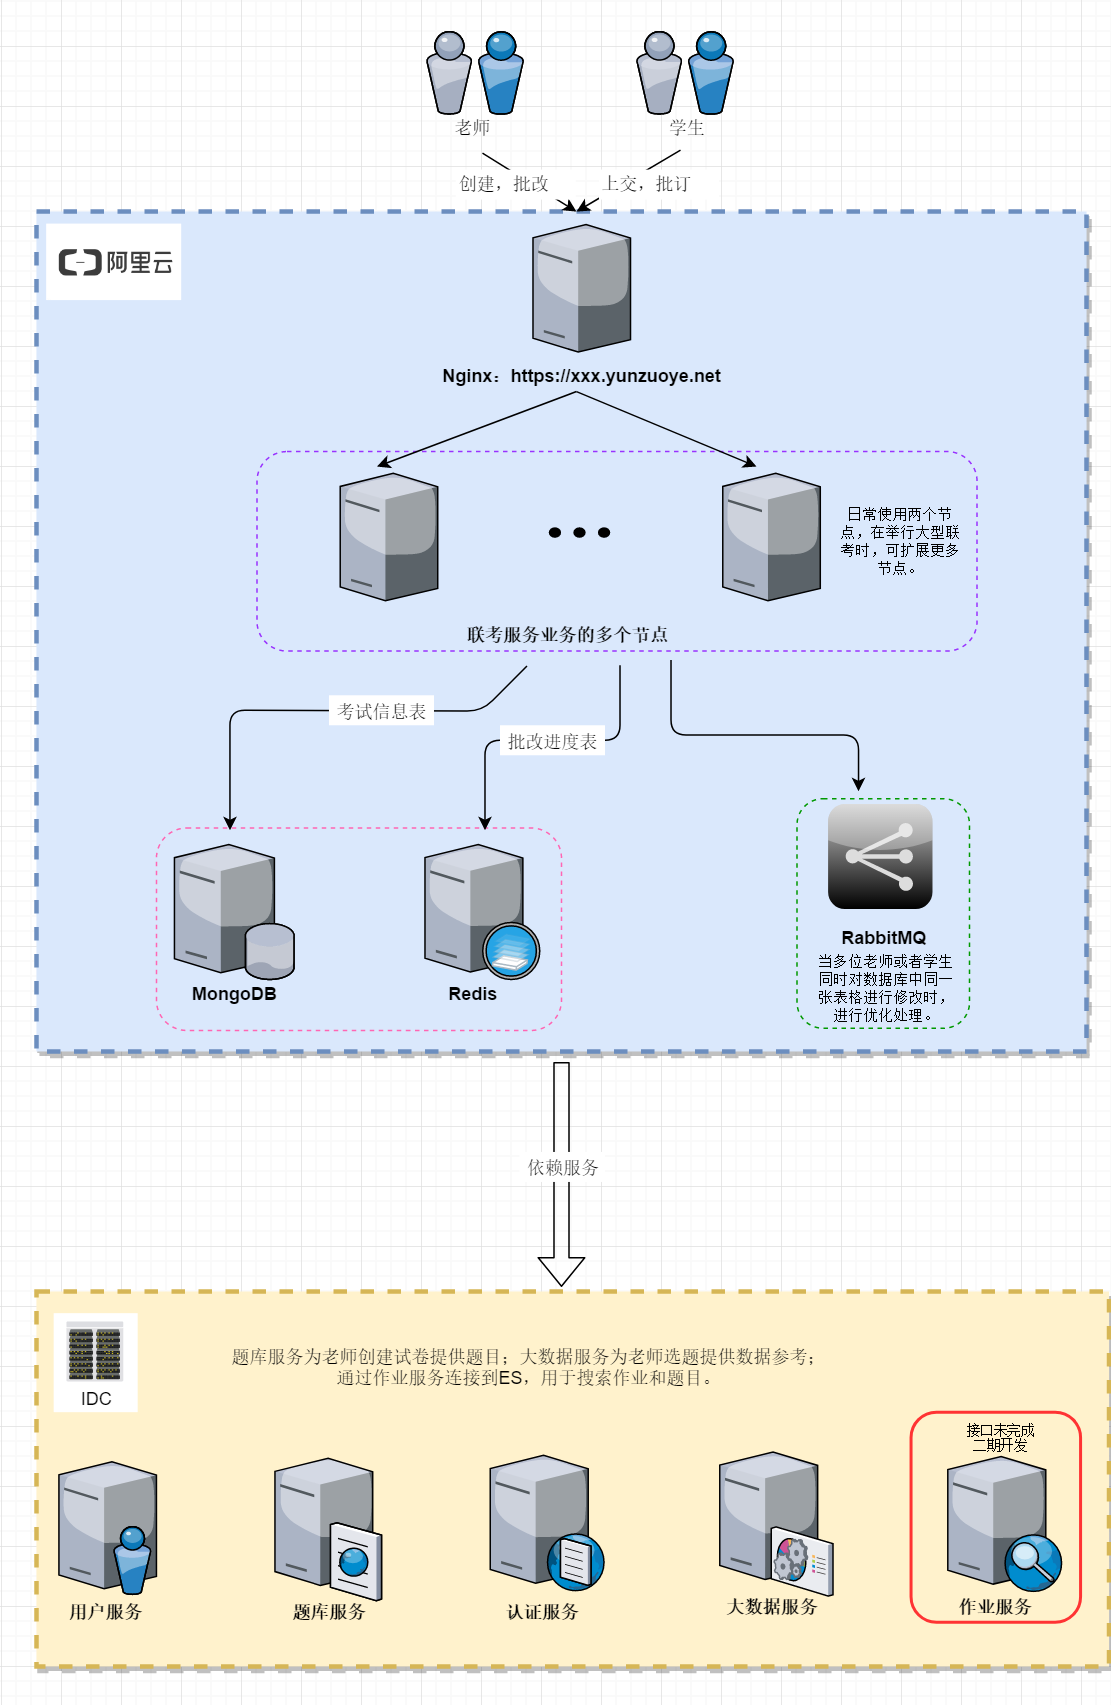 老师
学生
创建，批改
上交，批订
阿里云
Nginx：https://xxx.yunzuoye.net
日常使用两个节
点，在举行大型联
考时，可扩展更多
节点。
联考服务业务的多个节点
考试信息表
批改进度表
MongoDB
Redis
RabbitMQ
当多位老师或者学生
同时对数据库中同一
张表格进行修改时，
进行优化处理。
依赖服务
IDC
题库服务为老师创建试卷提供题目；大数据服务为老师选题提供数据参考；
通过作业服务连接到ES，用于搜索作业和题目。
接口未完成
二期开发
用户服务
题库服务
认证服务
大数据服务
作业服务